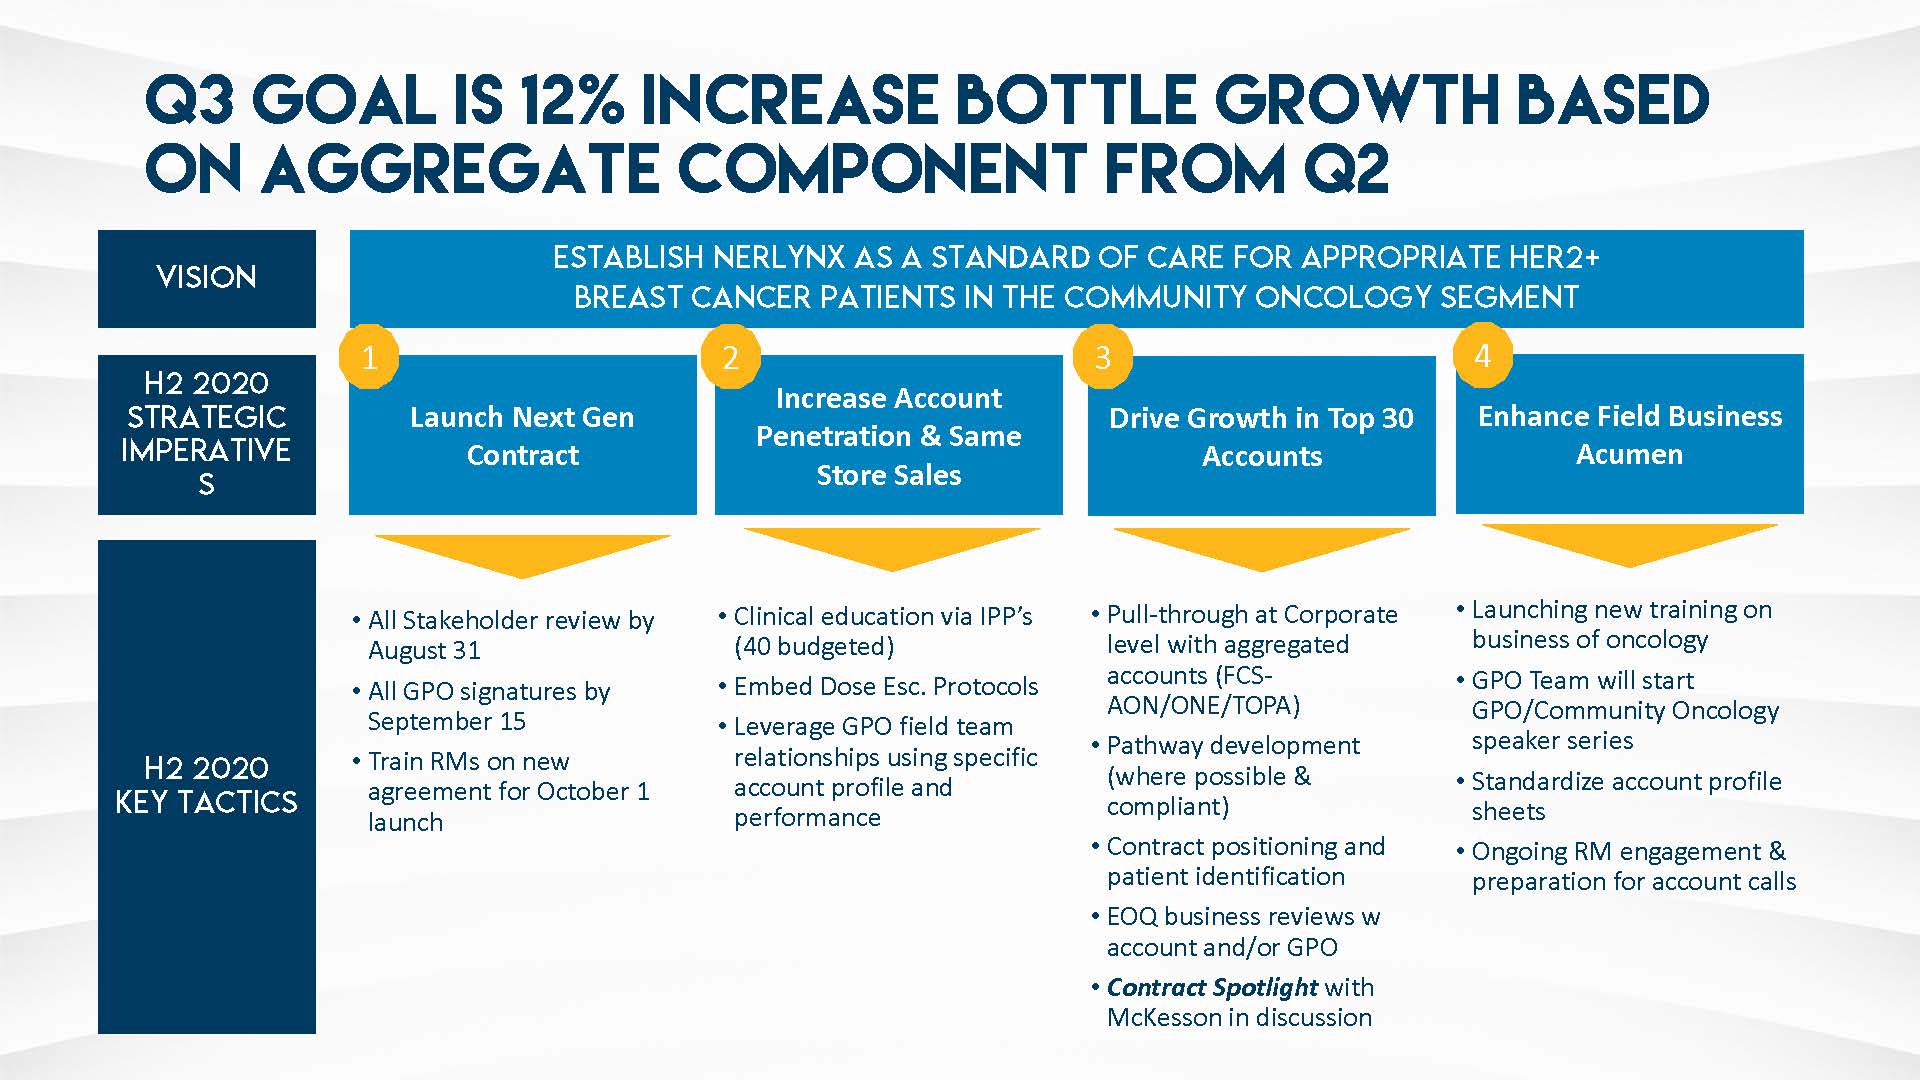 Q3 GOAL IS 12% INCREASE BOTTLE GROWTH BASED
ON AGGREGATE COMPONENT FROM Q2
VISION
ESTABLISH NERLYNX AS A STANDARD OF CARE FOR APPROPRIATE HER2+
BREAST CANCER PATIENTS IN THE COMMUNITY ONCOLOGY SEGMENT
H2 2020
STRATEGIC
IMPERATIVE
S
1
Launch Next Gen
Contract
2
Increase Account
Penetration & Same
Store Sales
3
Drive Growth in Top 30
Accounts
4
Enhance Field Business
Acumen
H2 2020
KEY TACTICS
• All Stakeholder review by
August 31
• All GPO signatures by
September 15
• Train RMs on new
agreement for October 1
launch
• Clinical education via IPP’s
(40 budgeted)
• Embed Dose Esc. Protocols
• Leverage GPO field team
relationships using specific
account profile and
performance
• Pull-through at Corporate
level with aggregated
accounts (FCS-
AON/ONE/TOPA)
• Pathway development
(where possible &
compliant)
• Contract positioning and
patient identification
• EOQ business reviews w
account and/or GPO
• Contract Spotlight with
McKesson in discussion
• Launching new training on
business of oncology
• GPO Team will start
GPO/Community Oncology
speaker series
• Standardize account profile
sheets
• Ongoing RM engagement &
preparation for account calls